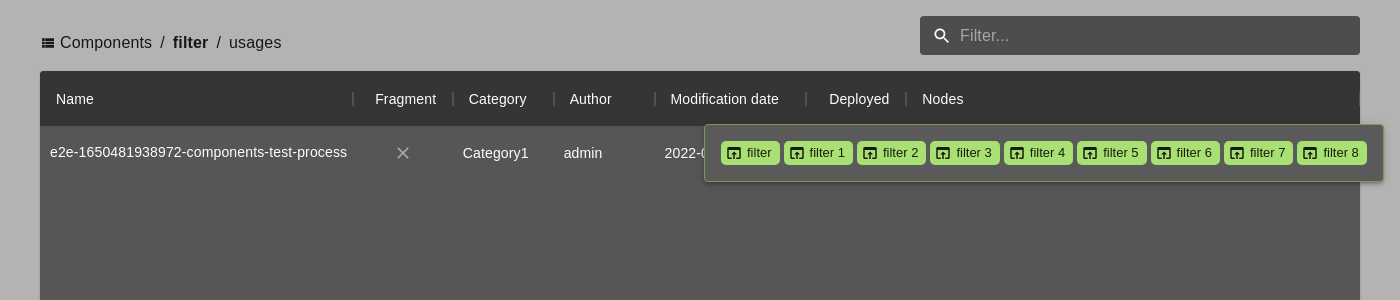 Components / filter / usages
Filter...
Name Fragment Category Author Modification date Deployed Nodes
e2e-1650481938972-components-test-process Category1 admin 2022-0
filter filter 1 filter 2 filter 3 filter 4 filter 5 filter 6 filter 7 filter 8